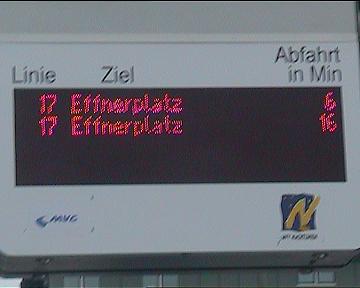 Linie Ziel Abfahrt in Min
17 Effnerplatz 6
17 Effnerplatz 16
MVG